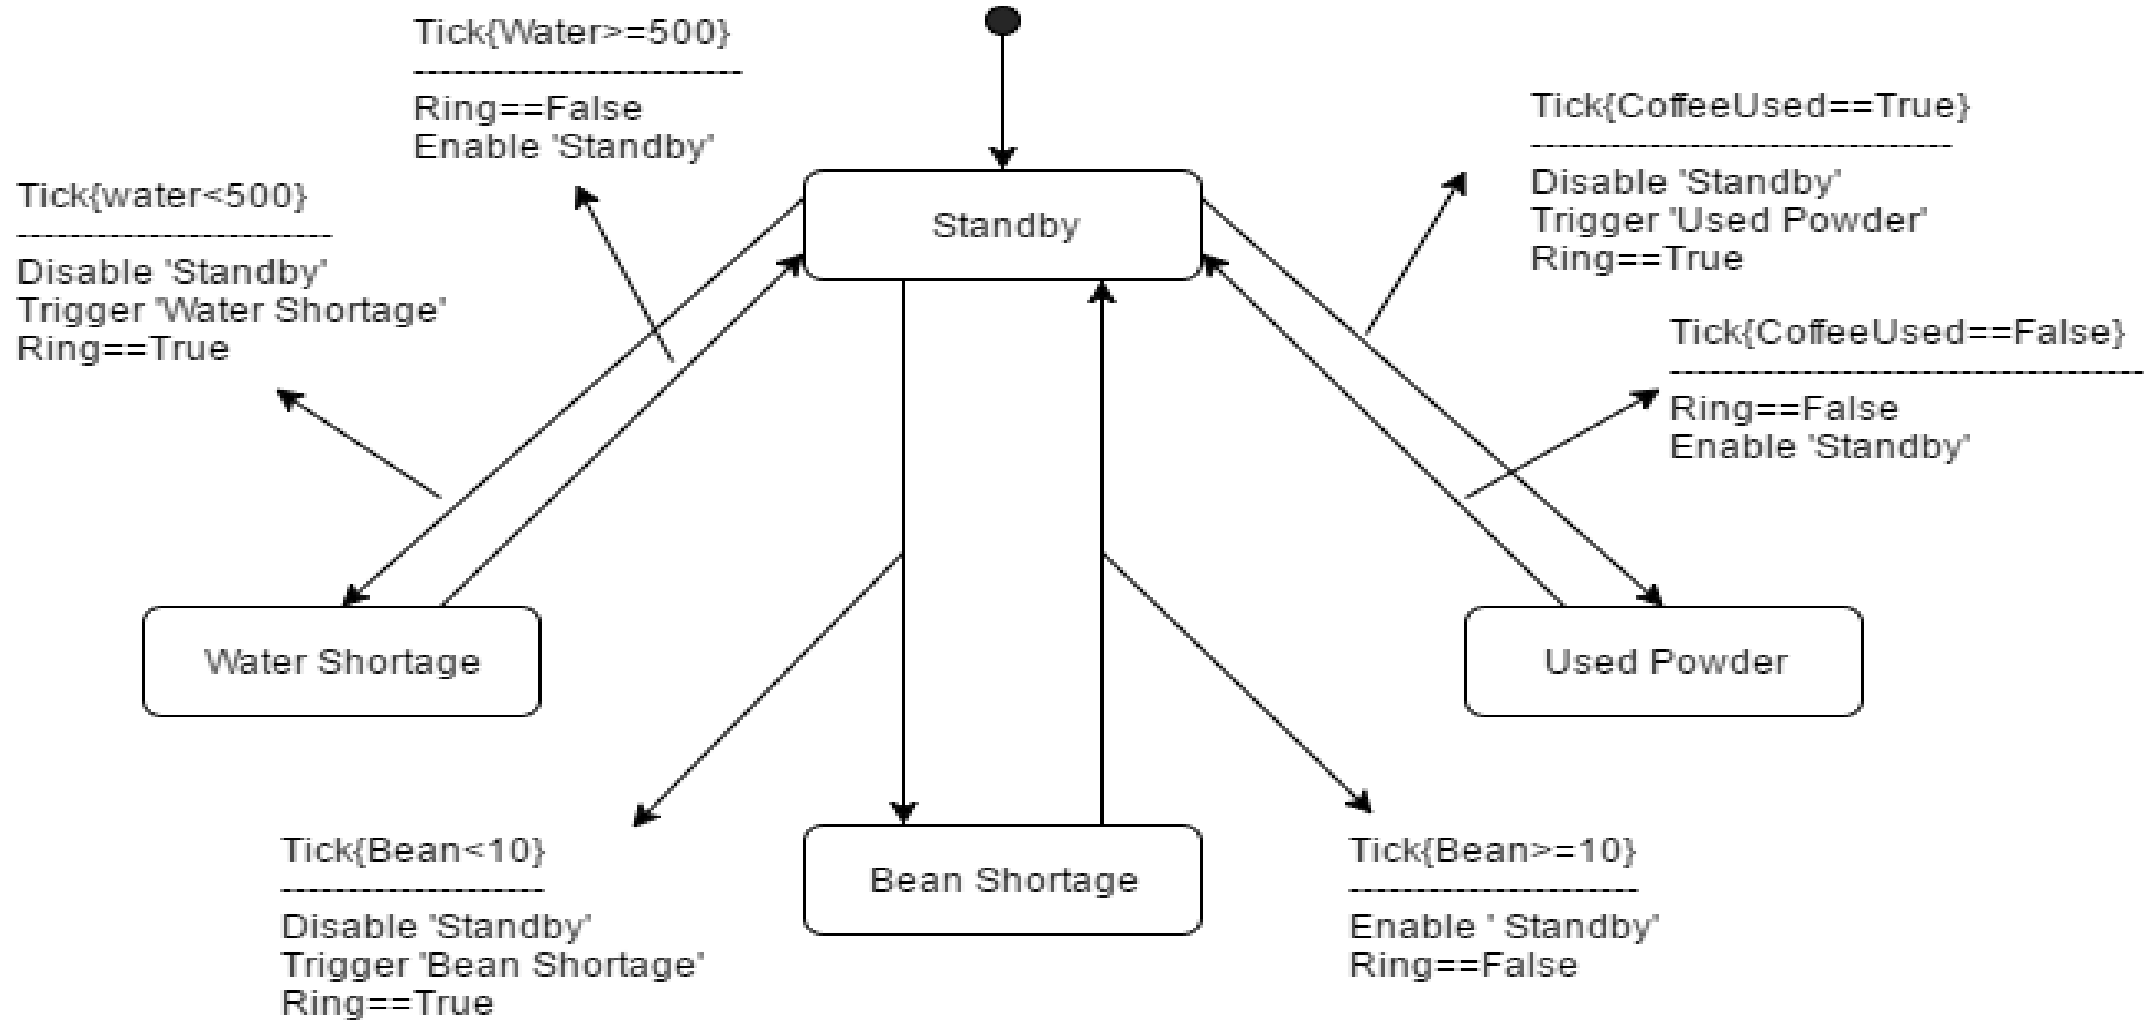 Tick{Water>=500}
------------------------
Ring==False
Enable 'Standby'
Tick{water<500}
-----------------------
Disable 'Standby'
Trigger 'Water Shortage'
Ring==True
Tick{CoffeeUsed==True}
-------------------------------
Disable 'Standby'
Trigger 'Used Powder'
Ring==True
Standby
Tick{CoffeeUsed==False}
-----------------------------------
Ring==False
Enable 'Standby'
Water Shortage
Used Powder
Tick{Bean<10}
-------------------
Disable 'Standby'
Trigger 'Bean Shortage'
Ring==True
Bean Shortage
Tick{Bean>=10}
---------------------
Enable ' Standby'
Ring==False